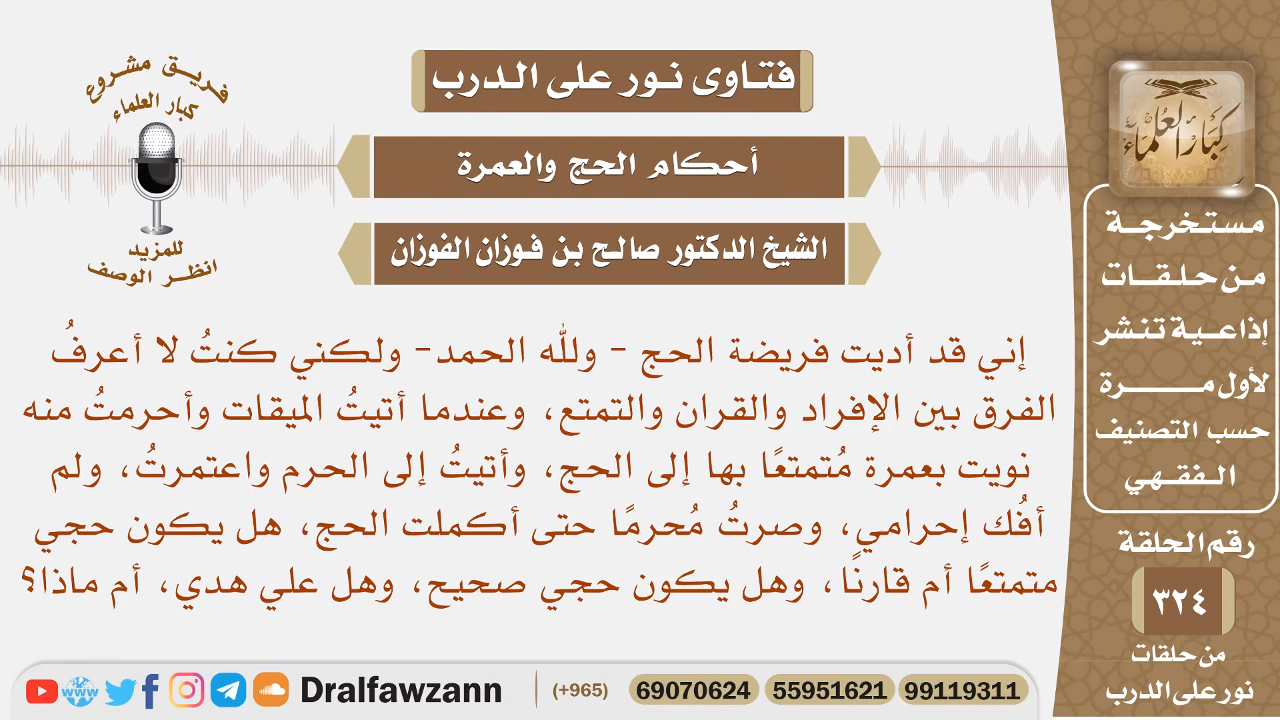 فتاوى نور على الدرب
أحكام الحج والعمرة
الشيخ الدكتور صالح بن فوزان الفوزان
فريق مشروع
كبار العلماء
للمزيد
انظر الوصف
إني قد أديت فريضة الحج - ولله الحمد- ولكني كنتُ لا أعرفُ
الفرق بين الإفراد والقران والتمتع، وعندما أتيتُ الميقات وأحرمتُ منه
نويت بعمرة مُتمتعًا بها إلى الحج، وأتيتُ إلى الحرم واعتمرتُ، ولم
أفُك إحرامي، وصرتُ مُحرمًا حتى أكملت الحج، هل يكون حجي
متمتعًا أم قارنًا، وهل يكون حجي صحيح، وهل علي هدي، أم ماذا؟
كِبَارُ العُلَمَاء
مستخرجة
من حلقات
إذاعية تنشر
لأول مرة
حسب التصنيف
الفقهي
رقم الحلقة
٣٢٤
من حلقات
نور على الدرب
www Dralfawzann (+965) 69070624 55951621 99119311